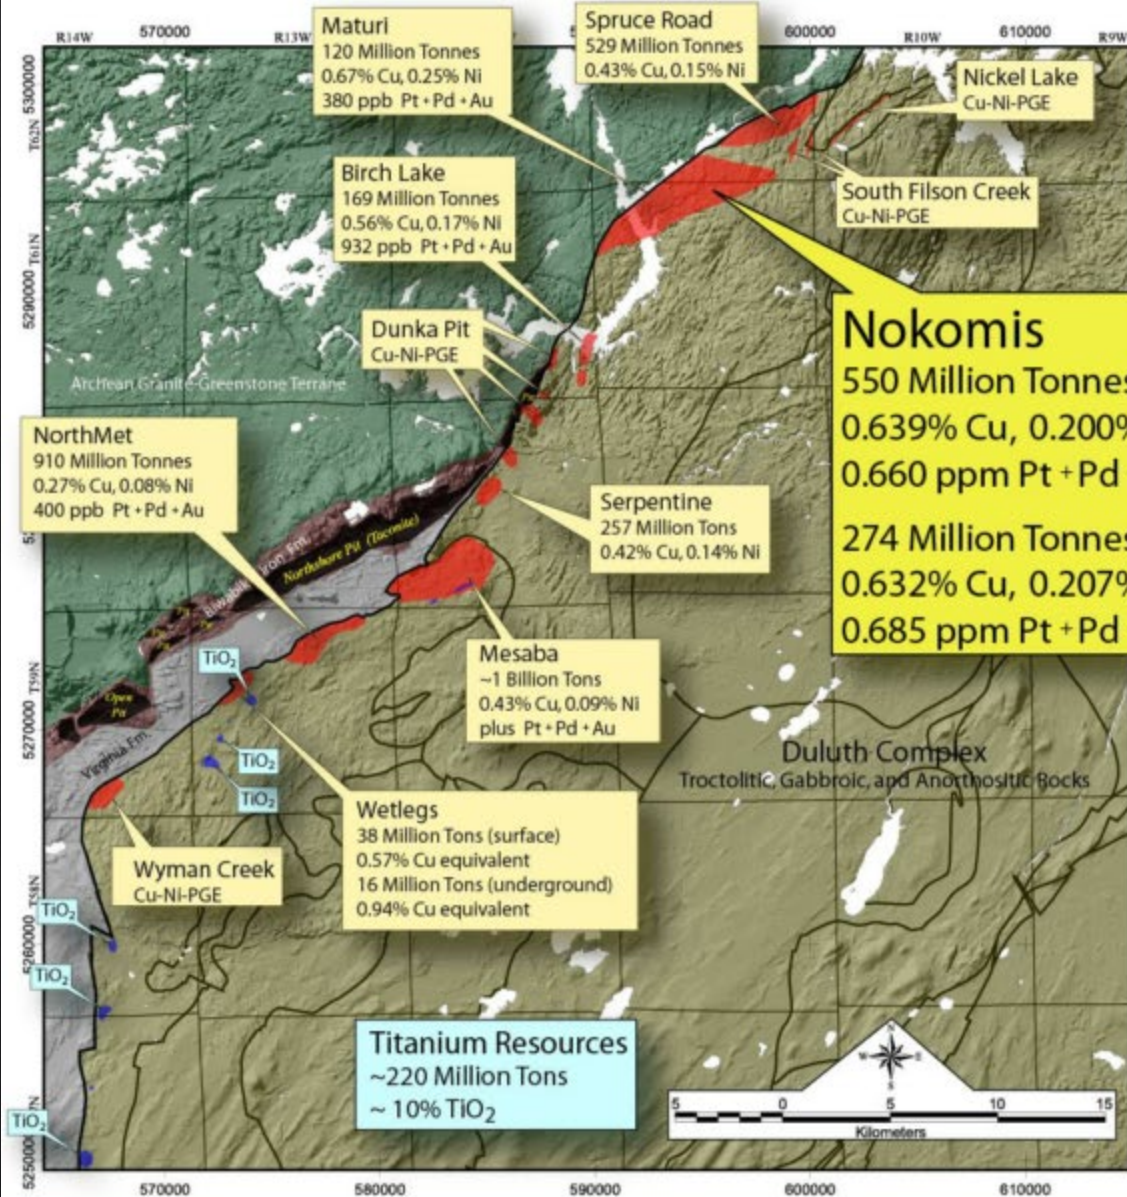 R14W
570000
R13W
600000
R10W
610000
R9W
5300000
T62N
T61N
5290000
T59N
5270000
T58N
5260000
5250000
Maturi
120 Million Tonnes
0.67% Cu, 0.25% Ni
380 ppb Pt + Pd + Au
Spruce Road
529 Million Tonnes
0.43% Cu, 0.15% Ni
Nickel Lake
Cu-Ni-PGE
Birch Lake
169 Million Tonnes
0.56% Cu, 0.17% Ni
932 ppb Pt + Pd + Au
South Filson Creek
Cu-Ni-PGE
Dunka Pit
Cu-Ni-PGE
Nokomis
550 Million Tonnes
0.639% Cu, 0.200%
0.660 ppm Pt + Pd
274 Million Tonnes
0.632% Cu, 0.207%
0.685 ppm Pt + Pd
Archean Granite-Greenstone Terrane
NorthMet
910 Million Tonnes
0.27% Cu, 0.08% Ni
400 ppb Pt + Pd + Au
Serpentine
257 Million Tons
0.42% Cu, 0.14% Ni
Northshore Pit (Taconite)
Biwabik Iron Fm.
TiO2
Mesaba
~1 Billion Tons
0.43% Cu, 0.09% Ni
plus Pt + Pd + Au
Open
Pit
Virginia Fm.
TiO2
TiO2
Duluth Complex
Troctolitic, Gabbroic, and Anorthositic Rocks
Wetlegs
38 Million Tons (surface)
0.57% Cu equivalent
16 Million Tons (underground)
0.94% Cu equivalent
Wyman Creek
Cu-Ni-PGE
TiO2
TiO2
TiO2
Titanium Resources
~220 Million Tons
~ 10% TiO2
N
W
E
S
5 0 5 10 15
Kilometers
570000
580000
590000
600000
610000